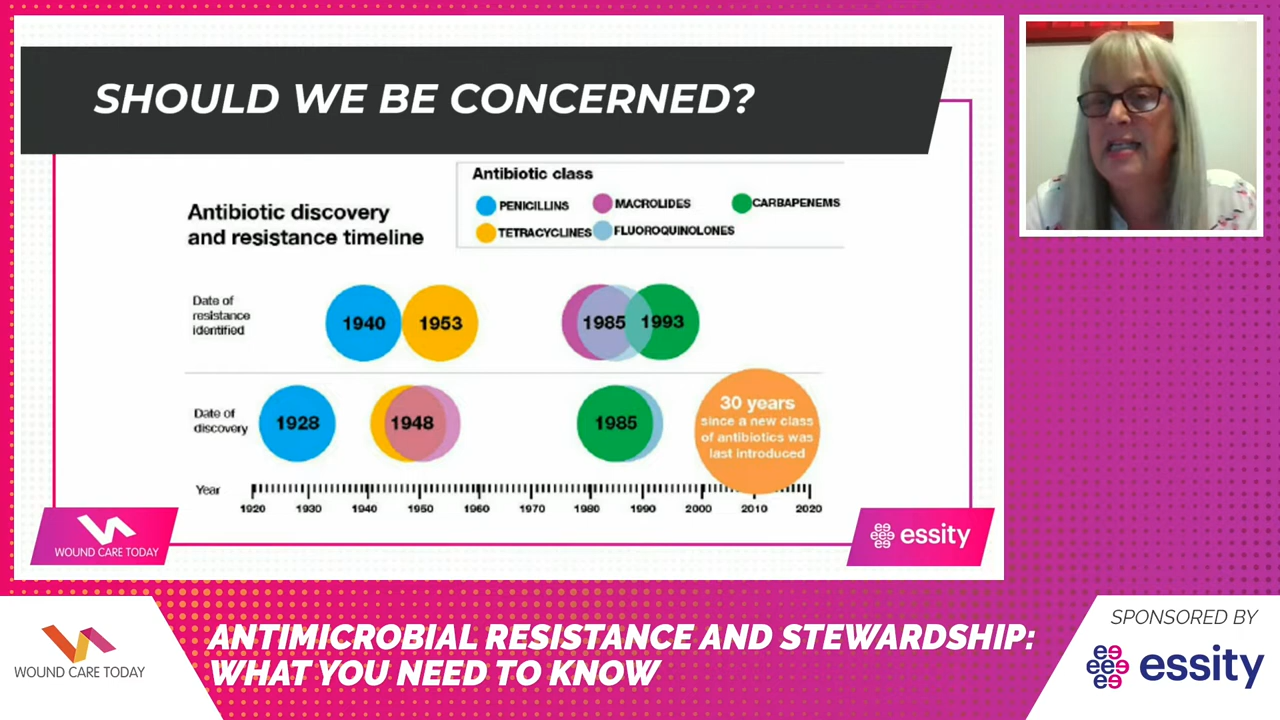 SHOULD WE BE CONCERNED?
Antibiotic discovery
and resistance timeline
Antibiotic class
PENICILLINS
MACROLIDES
CARBAPENEMS
TETRACYCLINES
FLUOROQUINOLONES
Date of
resistance
identified
1940
1953
1985
1993
Date of
discovery
1928
1948
1985
30 years
since a new class
of antibiotics was
last introduced
Year
1920
1930
1940
1950
1960
1970
1980
1990
2000
2010
2020
WOUND CARE TODAY
essity
WOUND CARE TODAY
ANTIMICROBIAL RESISTANCE AND STEWARDSHIP:
WHAT YOU NEED TO KNOW
SPONSORED BY
essity